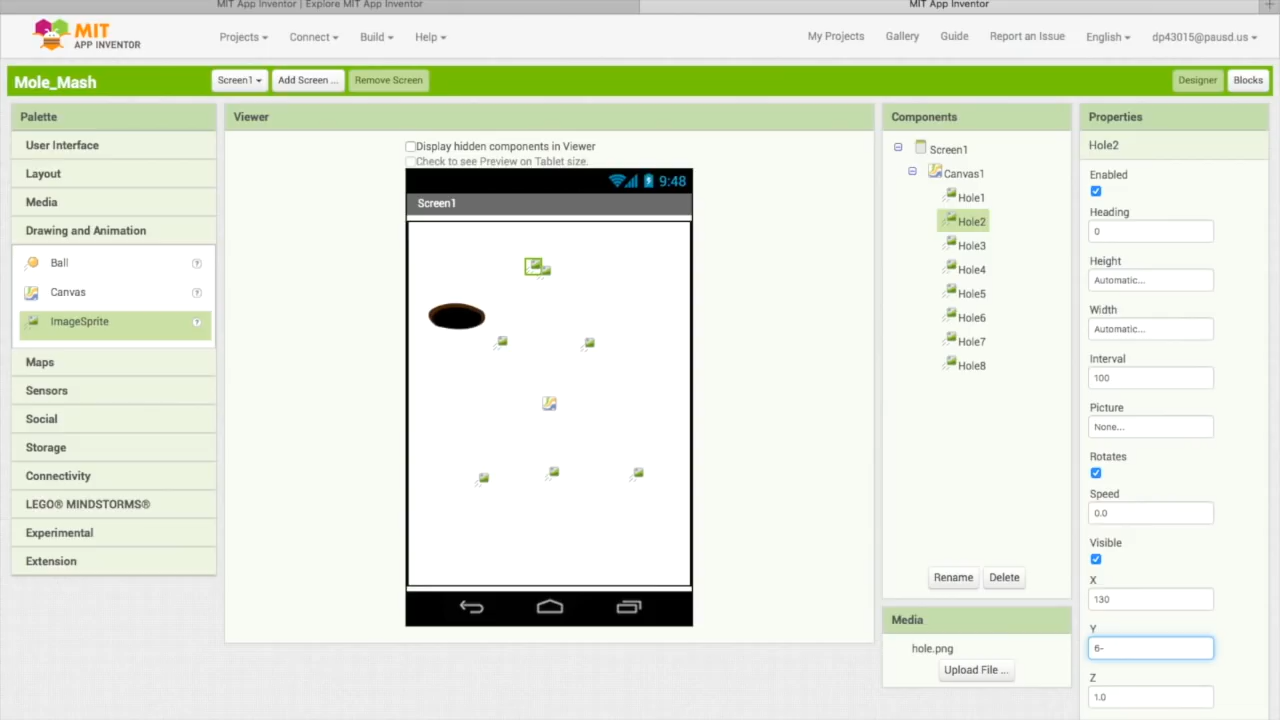 MIT App Inventor | Explore MIT App Inventor
MIT App Inventor
MIT
APP INVENTOR
Projects
Connect
Build
Help
My Projects
Gallery
Guide
Report an Issue
English
dp43015@pausd.us
Mole_Mash
Screen1
Add Screen ...
Remove Screen
Designer
Blocks
Palette
User Interface
Layout
Media
Drawing and Animation
Ball
?
Canvas
?
ImageSprite
?
Maps
Sensors
Social
Storage
Connectivity
LEGO® MINDSTORMS®
Experimental
Extension
Viewer
Display hidden components in Viewer
Check to see Preview on Tablet size.
9:48
Screen1
Components
Screen1
Canvas1
Hole1
Hole2
Hole3
Hole4
Hole5
Hole6
Hole7
Hole8
Rename
Delete
Media
hole.png
Upload File ...
Properties
Hole2
Enabled
Heading
0
Height
Automatic...
Width
Automatic...
Interval
100
Picture
None...
Rotates
Speed
0.0
Visible
X
130
Y
6-
Z
1.0